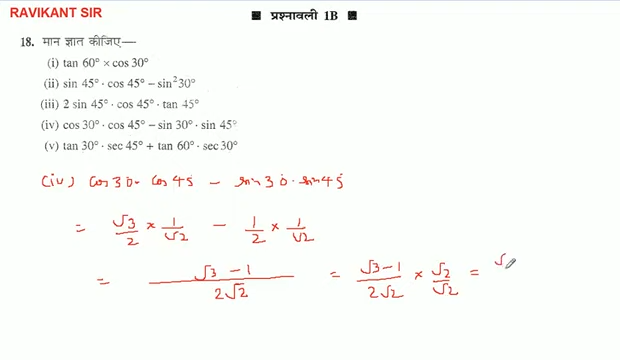 RAVIKANT SIR
■ प्रश्नावली 1B ■
18. मान ज्ञात कीजिए—
(i) tan 60° × cos 30°
(ii) sin 45° · cos 45° − sin²30°
(iii) 2 sin 45° · cos 45° · tan 45°
(iv) cos 30° · cos 45° − sin 30° · sin 45°
(v) tan 30° · sec 45° + tan 60° · sec 30°
(iv) cos 30 · cos 45 − sin 30 · sin 45
= √3/2 × 1/√2 − 1/2 × 1/√2
= (√3 − 1)/(2√2) = (√3 − 1)/(2√2) × √2/√2 = √